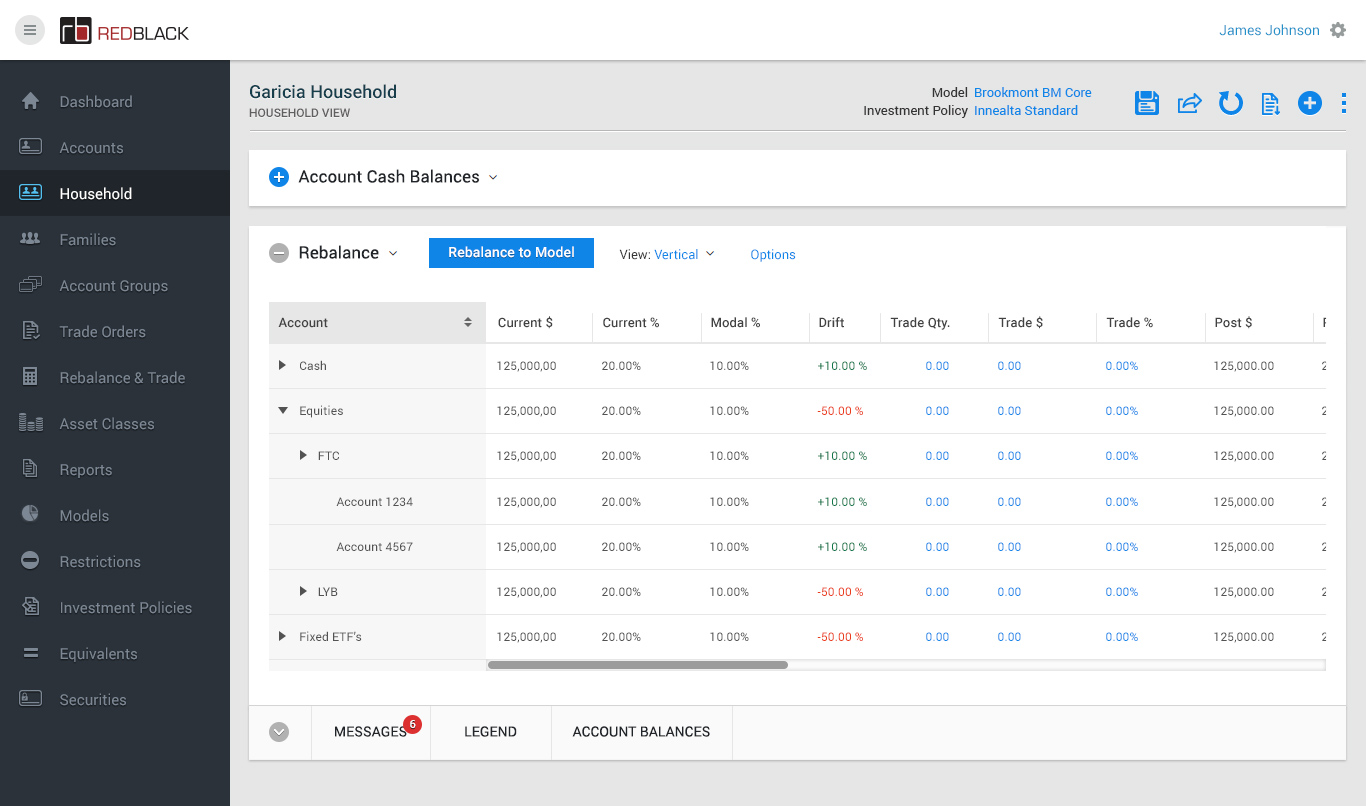 REDBLACK
James Johnson
Dashboard
Accounts
Household
Families
Account Groups
Trade Orders
Rebalance & Trade
Asset Classes
Reports
Models
Restrictions
Investment Policies
Equivalents
Securities
Garicia Household
HOUSEHOLD VIEW
Model Brookmont BM Core
Investment Policy Innealta Standard
Account Cash Balances
Rebalance Rebalance to Model View: Vertical Options
Account Current $ Current % Modal % Drift Trade Qty. Trade $ Trade % Post $
Cash 125,000,00 20.00% 10.00% +10.00 % 0.00 0.00 0.00% 125,000.00
Equities 125,000,00 20.00% 10.00% -50.00 % 0.00 0.00 0.00% 125,000.00
FTC 125,000,00 20.00% 10.00% +10.00 % 0.00 0.00 0.00% 125,000.00
Account 1234 125,000,00 20.00% 10.00% +10.00 % 0.00 0.00 0.00% 125,000.00
Account 4567 125,000,00 20.00% 10.00% +10.00 % 0.00 0.00 0.00% 125,000.00
LYB 125,000,00 20.00% 10.00% -50.00 % 0.00 0.00 0.00% 125,000.00
Fixed ETF's 125,000,00 20.00% 10.00% -50.00 % 0.00 0.00 0.00% 125,000.00
MESSAGES 6 LEGEND ACCOUNT BALANCES